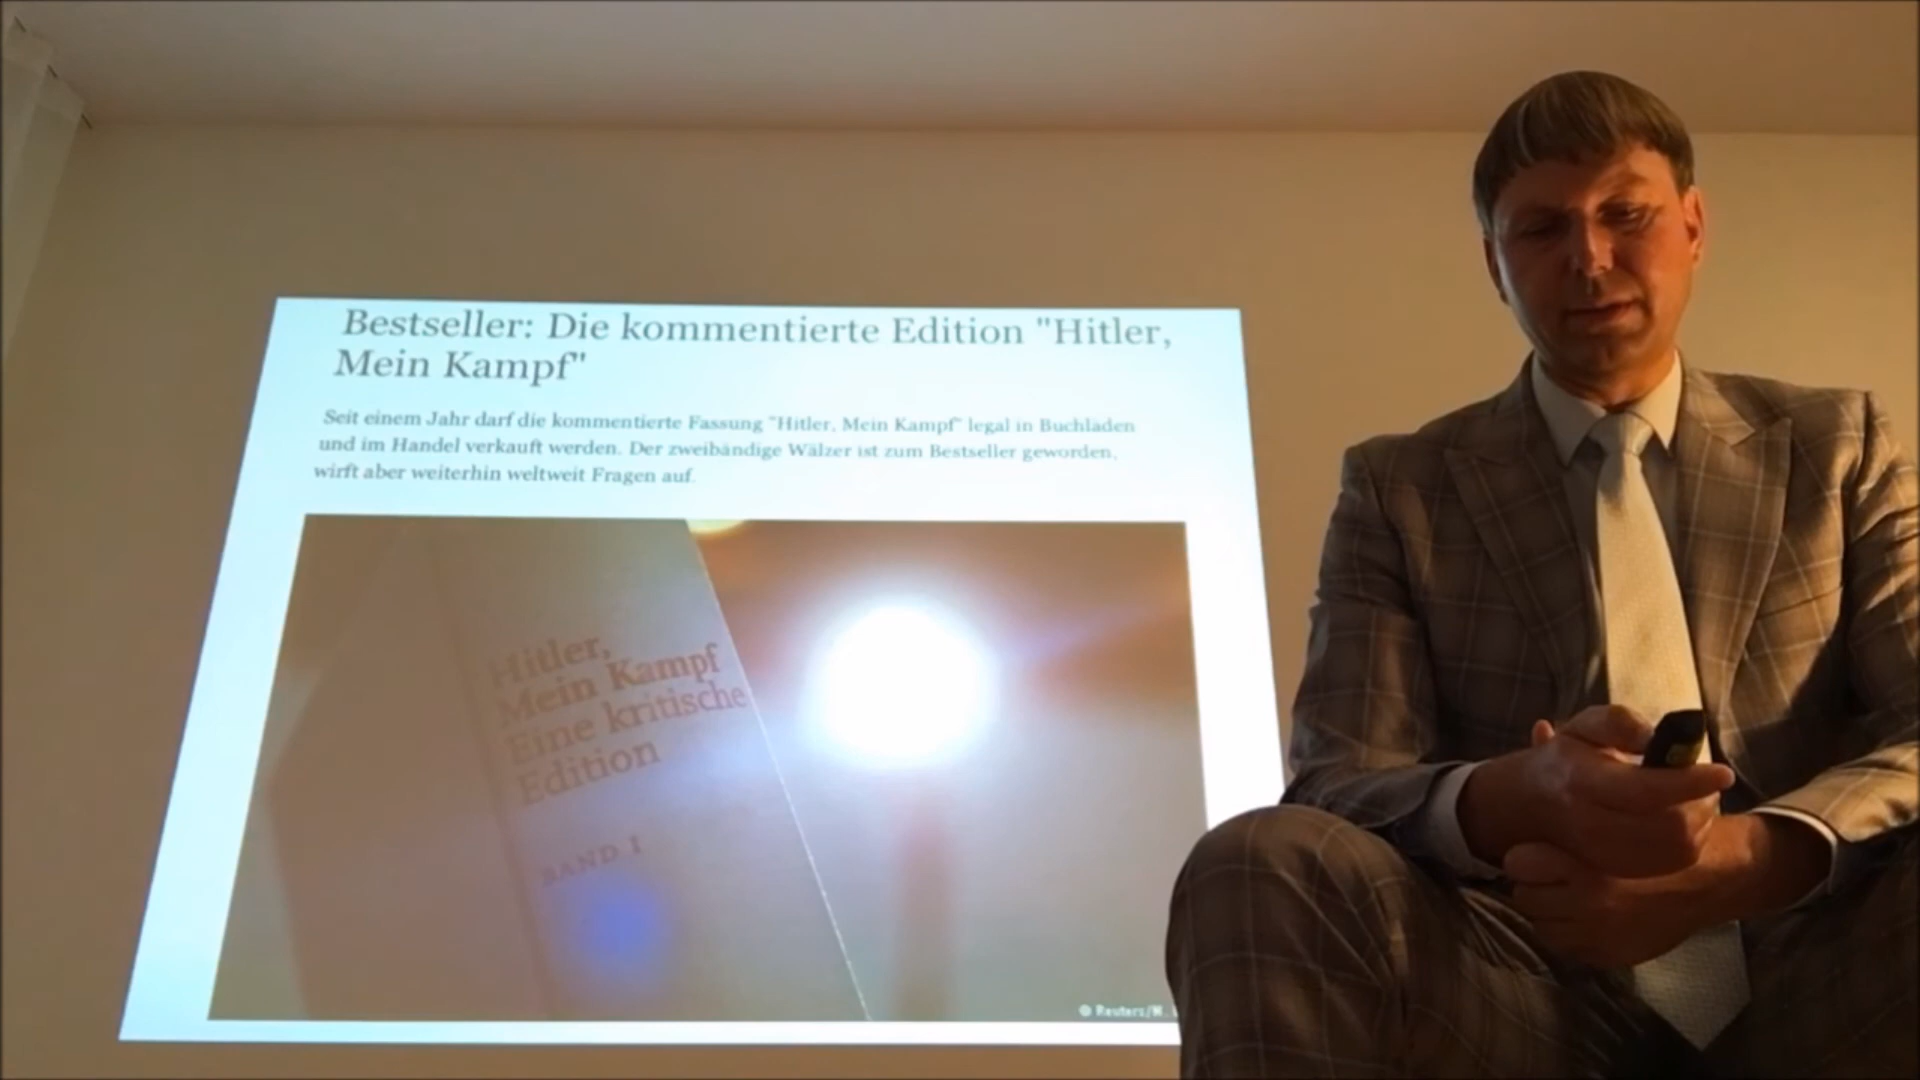 Bestseller: Die kommentierte Edition "Hitler,
Mein Kampf"
Seit einem Jahr darf die kommentierte Fassung "Hitler, Mein Kampf" legal in Buchläden
und im Handel verkauft werden. Der zweibändige Wälzer ist zum Bestseller geworden,
wirft aber weiterhin weltweit Fragen auf.
Hitler,
Mein Kampf
Eine kritische
Edition
BAND I
© Reuters/M.